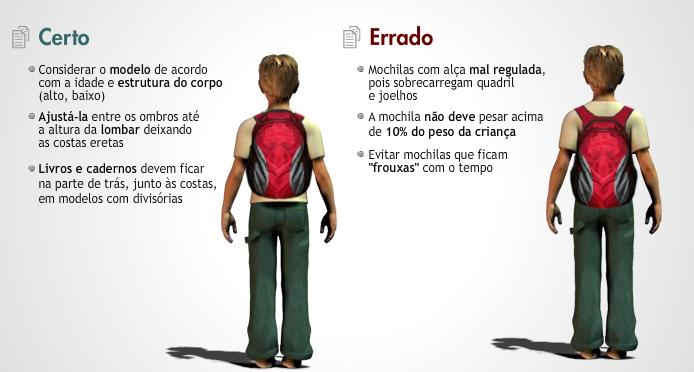 Certo
Considerar o modelo de acordo
com a idade e estrutura do corpo
(alto, baixo)
Ajustá-la entre os ombros até
a altura da lombar deixando
as costas eretas
Livros e cadernos devem ficar
na parte de trás, junto às costas,
em modelos com divisórias
Errado
Mochilas com alça mal regulada,
pois sobrecarregam quadril
e joelhos
A mochila não deve pesar acima
de 10% do peso da criança
Evitar mochilas que ficam
"frouxas" com o tempo